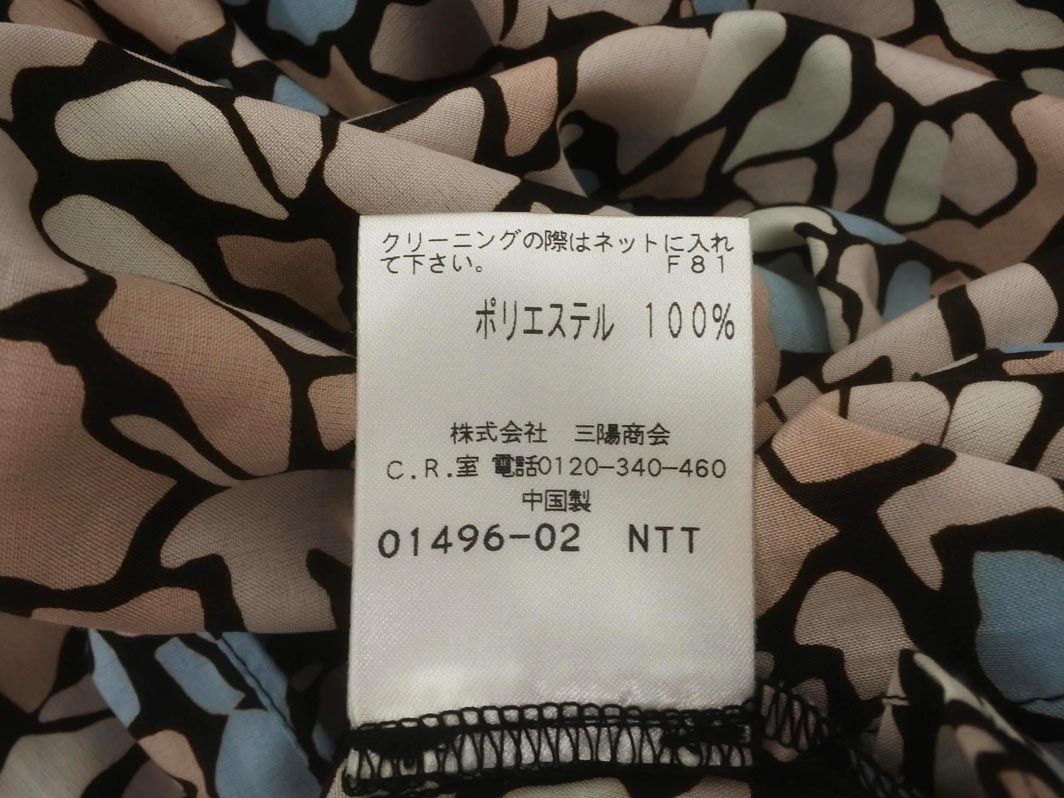 クリーニングの際はネットに入れ
て下さい。 F81
ポリエステル 100%
株式会社 三陽商会
C.R.室 電話0120-340-460
中国製
01496-02 NTT